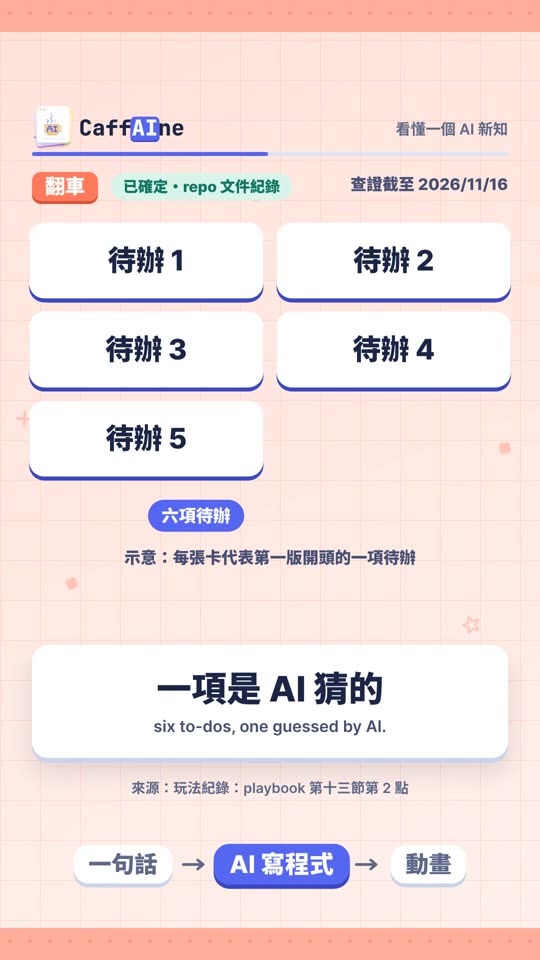 CaffAIne
看懂一個 AI 新知
翻車
已確定・repo 文件紀錄
查證截至 2026/11/16
待辦 1
待辦 2
待辦 3
待辦 4
待辦 5
六項待辦
示意：每張卡代表第一版開頭的一項待辦
一項是 AI 猜的
six to-dos, one guessed by AI.
來源：玩法紀錄：playbook 第十三節第 2 點
一句話 → AI 寫程式 → 動畫